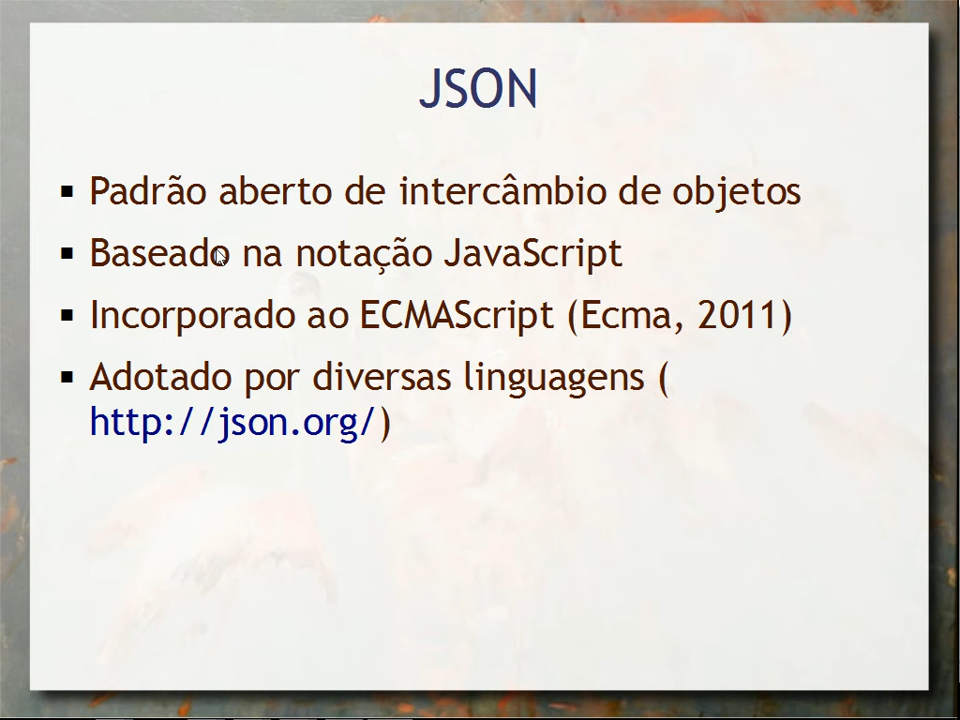 JSON
Padrão aberto de intercâmbio de objetos
Baseado na notação JavaScript
Incorporado ao ECMAScript (Ecma, 2011)
Adotado por diversas linguagens (
http://json.org/)